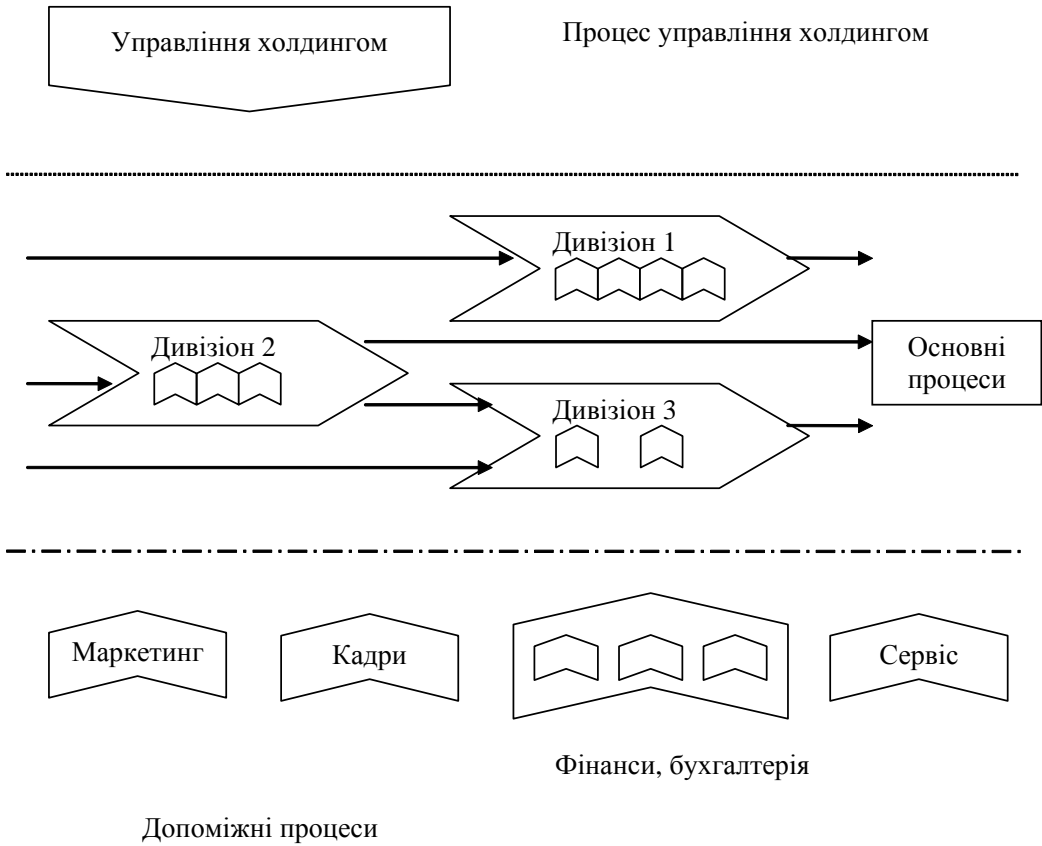 Управління холдингом
Процес управління холдингом
Дивізіон 1
Дивізіон 2
Основні
процеси
Дивізіон 3
Маркетинг
Кадри
Сервіс
Фінанси, бухгалтерія
Допоміжні процеси